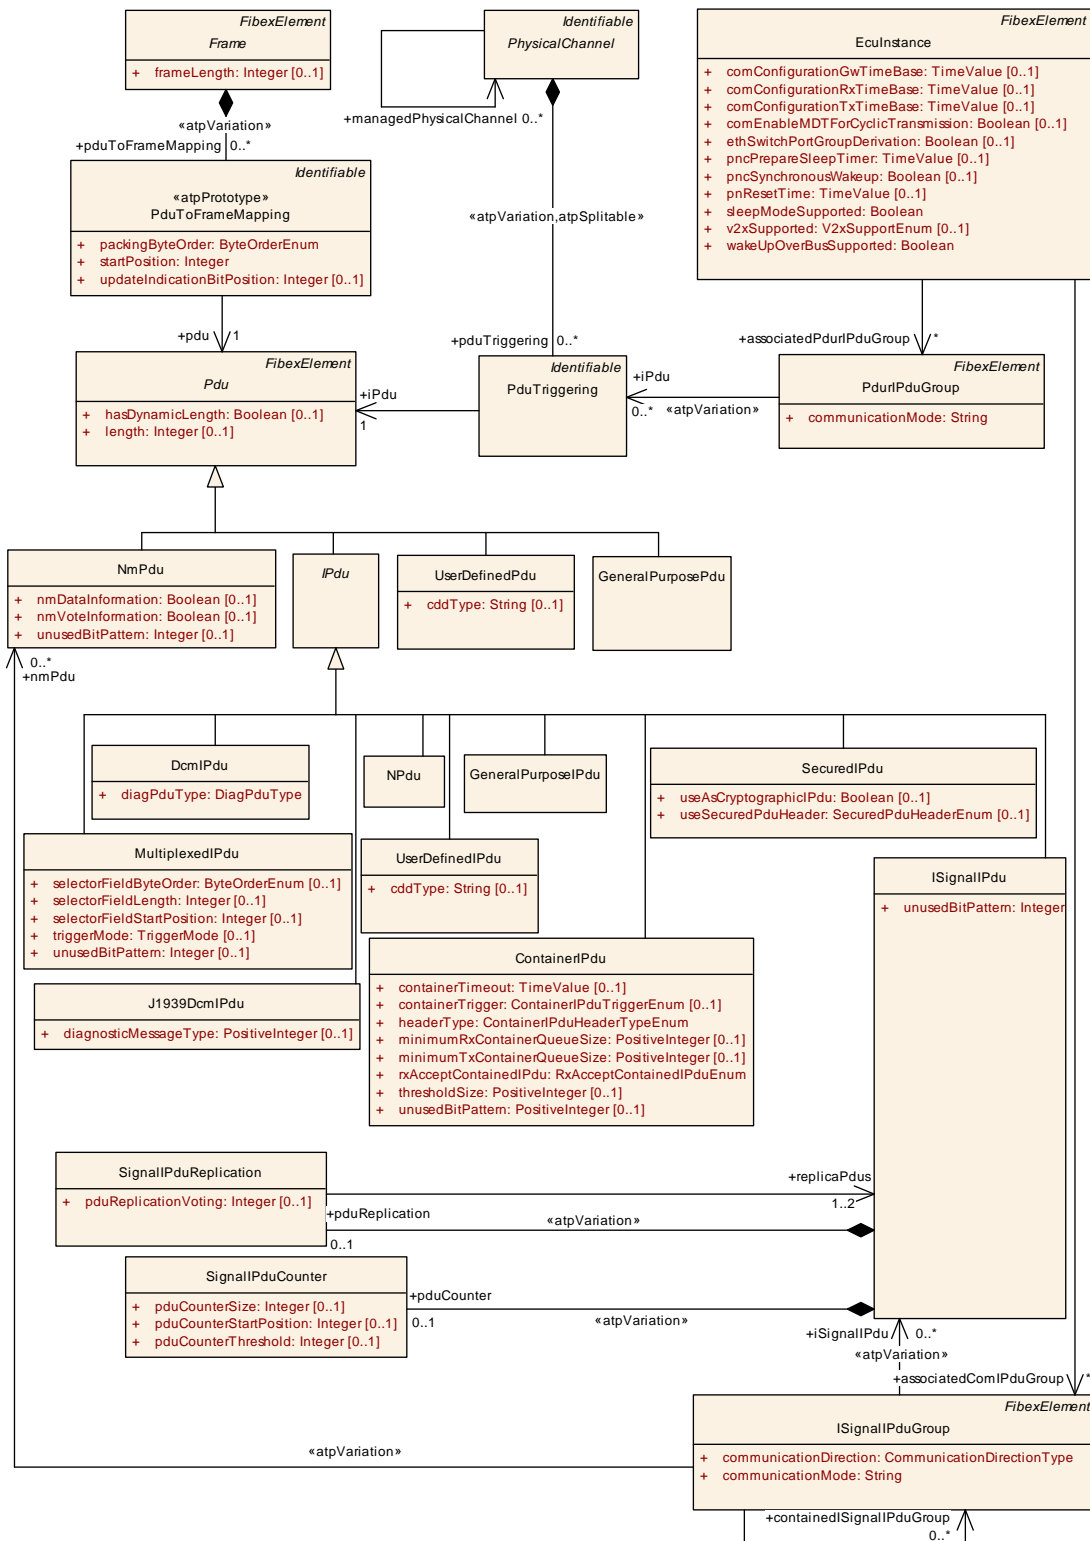 FibexElement
Frame
+ frameLength: Integer [0..1]
«atpVariation»
+pduToFrameMapping 0..*
Identifiable
«atpPrototype»
PduToFrameMapping
+ packingByteOrder: ByteOrderEnum
+ startPosition: Integer
+ updateIndicationBitPosition: Integer [0..1]
+pdu 1
Identifiable
PhysicalChannel
+managedPhysicalChannel 0..*
«atpVariation,atpSplitable»
+pduTriggering 0..*
FibexElement
EcuInstance
+ comConfigurationGwTimeBase: TimeValue [0..1]
+ comConfigurationRxTimeBase: TimeValue [0..1]
+ comConfigurationTxTimeBase: TimeValue [0..1]
+ comEnableMDTForCyclicTransmission: Boolean [0..1]
+ ethSwitchPortGroupDerivation: Boolean [0..1]
+ pncPrepareSleepTimer: TimeValue [0..1]
+ pncSynchronousWakeup: Boolean [0..1]
+ pnResetTime: TimeValue [0..1]
+ sleepModeSupported: Boolean
+ v2xSupported: V2xSupportEnum [0..1]
+ wakeUpOverBusSupported: Boolean
+associatedPdurIPduGroup *
FibexElement
Pdu
+ hasDynamicLength: Boolean [0..1]
+ length: Integer [0..1]
+iPdu
1
Identifiable
PduTriggering
+iPdu
0..*
«atpVariation»
FibexElement
PdurIPduGroup
+ communicationMode: String
NmPdu
+ nmDataInformation: Boolean [0..1]
+ nmVoteInformation: Boolean [0..1]
+ unusedBitPattern: Integer [0..1]
0..*
+nmPdu
IPdu
UserDefinedPdu
+ cddType: String [0..1]
GeneralPurposePdu
DcmIPdu
+ diagPduType: DiagPduType
NPdu
GeneralPurposeIPdu
SecuredIPdu
+ useAsCryptographicIPdu: Boolean [0..1]
+ useSecuredPduHeader: SecuredPduHeaderEnum [0..1]
MultiplexedIPdu
+ selectorFieldByteOrder: ByteOrderEnum [0..1]
+ selectorFieldLength: Integer [0..1]
+ selectorFieldStartPosition: Integer [0..1]
+ triggerMode: TriggerMode [0..1]
+ unusedBitPattern: Integer [0..1]
UserDefinedIPdu
+ cddType: String [0..1]
ISignalIPdu
+ unusedBitPattern: Integer
ContainerIPdu
+ containerTimeout: TimeValue [0..1]
+ containerTrigger: ContainerIPduTriggerEnum [0..1]
+ headerType: ContainerIPduHeaderTypeEnum
+ minimumRxContainerQueueSize: PositiveInteger [0..1]
+ minimumTxContainerQueueSize: PositiveInteger [0..1]
+ rxAcceptContainedIPdu: RxAcceptContainedIPduEnum
+ thresholdSize: PositiveInteger [0..1]
+ unusedBitPattern: PositiveInteger [0..1]
J1939DcmIPdu
+ diagnosticMessageType: PositiveInteger [0..1]
SignalIPduReplication
+ pduReplicationVoting: Integer [0..1]
+replicaPdus
1..2
+pduReplication
0..1
«atpVariation»
SignalIPduCounter
+ pduCounterSize: Integer [0..1]
+ pduCounterStartPosition: Integer [0..1]
+ pduCounterThreshold: Integer [0..1]
+pduCounter
0..1
«atpVariation»
+iSignalIPdu 0..*
«atpVariation»
+associatedComIPduGroup *
FibexElement
ISignalIPduGroup
+ communicationDirection: CommunicationDirectionType
+ communicationMode: String
«atpVariation»
+containedISignalIPduGroup
0..*